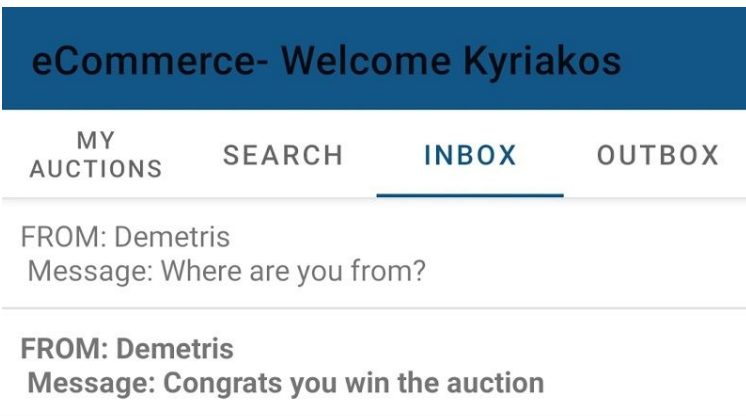 eCommerce- Welcome Kyriakos
MY
AUCTIONS
SEARCH
INBOX
OUTBOX
FROM: Demetris
Message: Where are you from?
FROM: Demetris
Message: Congrats you win the auction